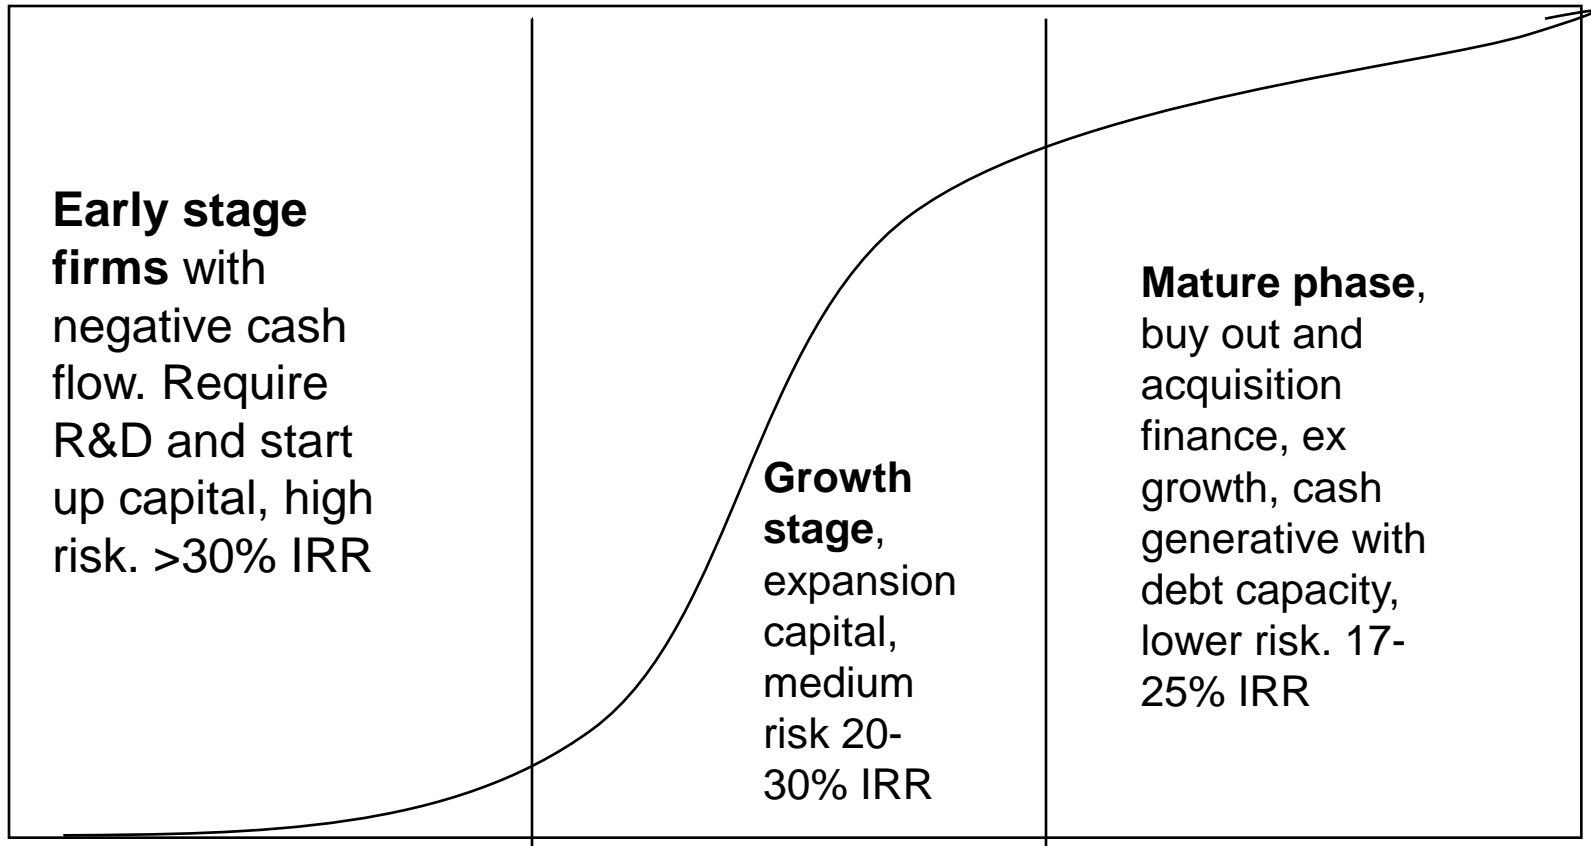 Early stage
firms with
negative cash
flow. Require
R&D and start
up capital, high
risk. >30% IRR
Growth
stage,
expansion
capital,
medium
risk 20-
30% IRR
Mature phase,
buy out and
acquisition
finance, ex
growth, cash
generative with
debt capacity,
lower risk. 17-
25% IRR